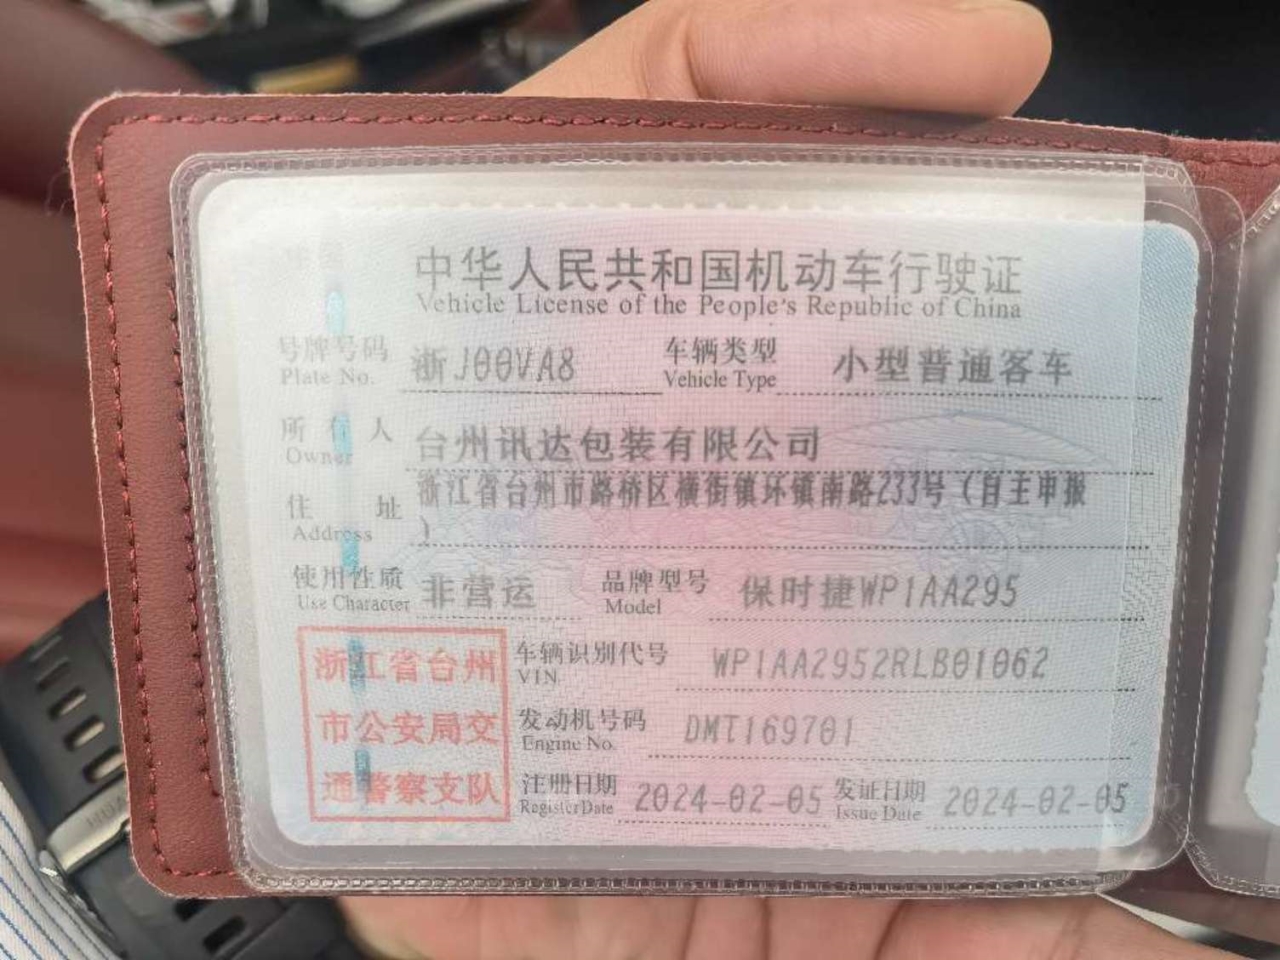 中华人民共和国机动车行驶证
Vehicle License of the People's Republic of China
号牌号码 浙J00VA8 车辆类型 小型普通客车
Plate No. Vehicle Type
所有人 台州讯达包装有限公司
Owner
住址 浙江省台州市路桥区横街镇环镇南路233号（自主申报
Address ）
使用性质 非营运 品牌型号 保时捷WP1AA295
Use Character Model
浙江省台州 车辆识别代号 WP1AA2952RLB01062
VIN
市公安局交 发动机号码 DMT169701
Engine No.
通警察支队 注册日期 2024-02-05 发证日期 2024-02-05
Register Date Issue Date